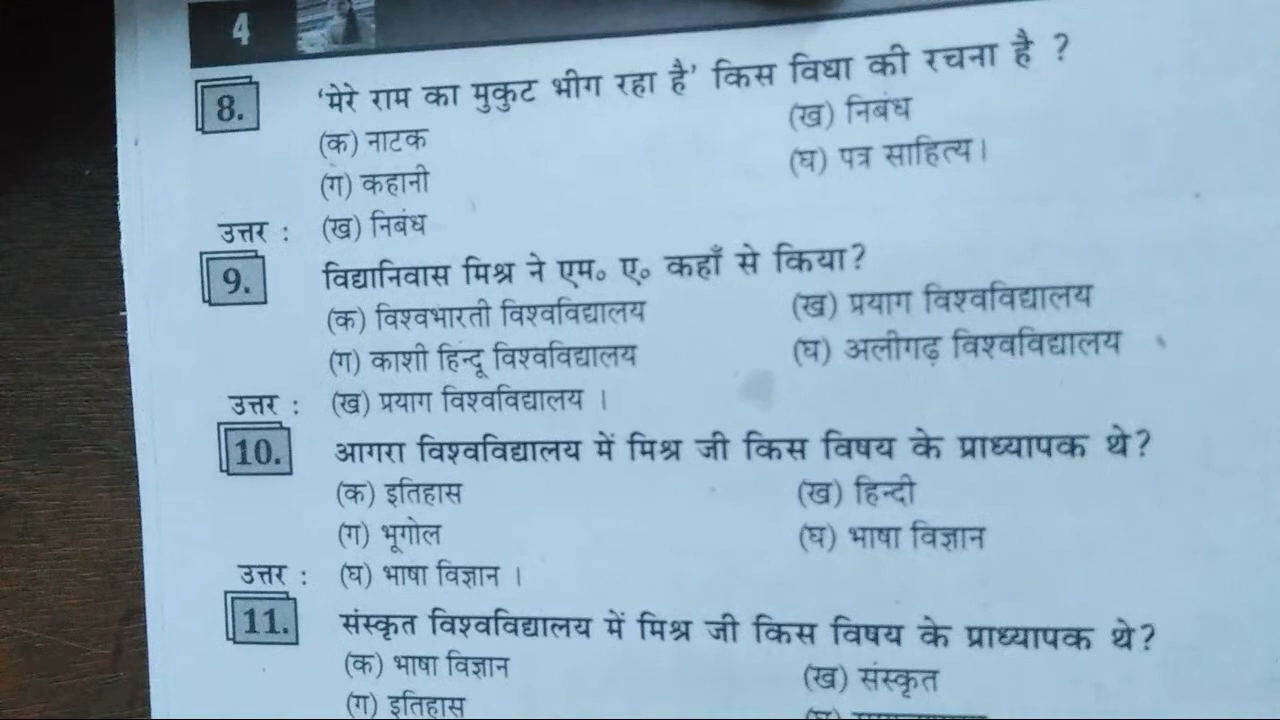 4
8. 'मेरे राम का मुकुट भीग रहा है' किस विधा की रचना है ?
(क) नाटक (ख) निबंध
(ग) कहानी (घ) पत्र साहित्य।
उत्तर : (ख) निबंध
9. विद्यानिवास मिश्र ने एम० ए० कहाँ से किया?
(क) विश्वभारती विश्वविद्यालय (ख) प्रयाग विश्वविद्यालय
(ग) काशी हिन्दू विश्वविद्यालय (घ) अलीगढ़ विश्वविद्यालय
उत्तर : (ख) प्रयाग विश्वविद्यालय ।
10. आगरा विश्वविद्यालय में मिश्र जी किस विषय के प्राध्यापक थे?
(क) इतिहास (ख) हिन्दी
(ग) भूगोल (घ) भाषा विज्ञान
उत्तर : (घ) भाषा विज्ञान ।
11. संस्कृत विश्वविद्यालय में मिश्र जी किस विषय के प्राध्यापक थे?
(क) भाषा विज्ञान (ख) संस्कृत
(ग) इतिहास (घ)